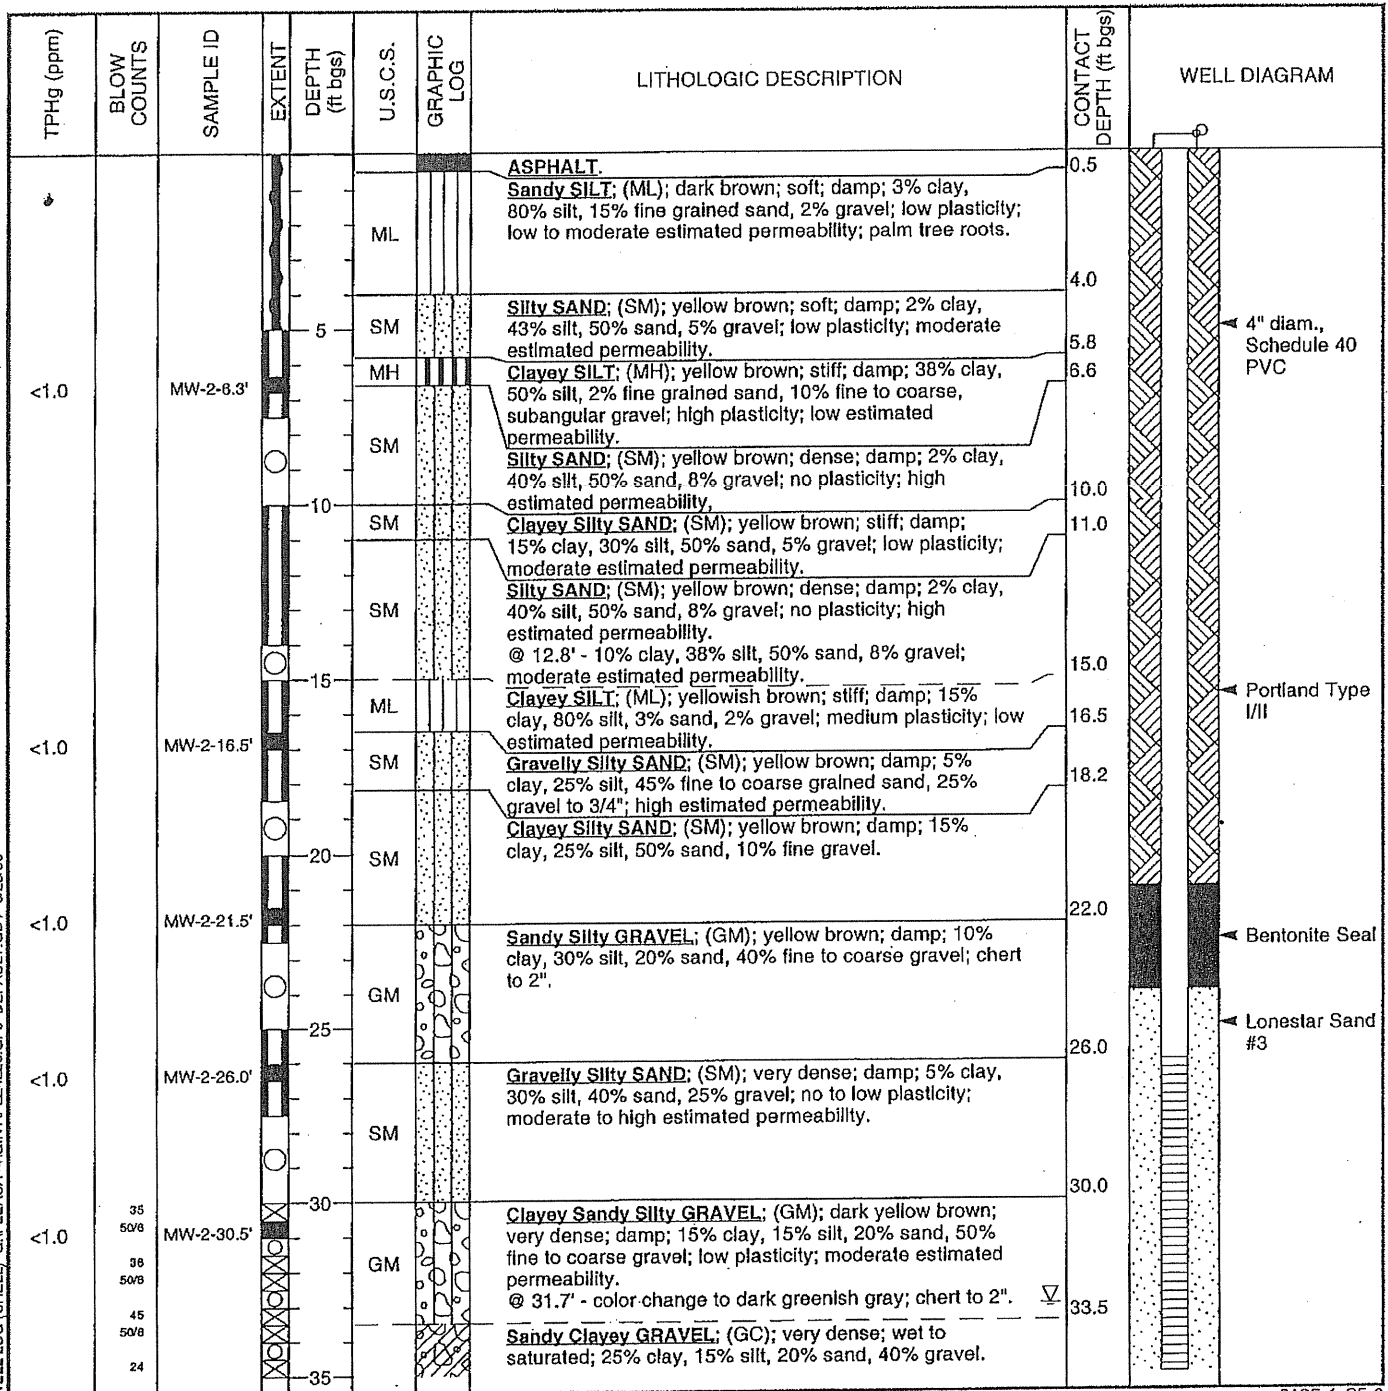 TPHg (ppm)
BLOW COUNTS
SAMPLE ID
EXTENT
DEPTH (ft bgs)
U.S.C.S.
GRAPHIC LOG
LITHOLOGIC DESCRIPTION
CONTACT DEPTH (ft bgs)
WELL DIAGRAM
ASPHALT.
0.5
ML
Sandy SILT; (ML); dark brown; soft; damp; 3% clay,
80% silt, 15% fine grained sand, 2% gravel; low plasticity;
low to moderate estimated permeability; palm tree roots.
4.0
5
SM
Silty SAND; (SM); yellow brown; soft; damp; 2% clay,
43% silt, 50% sand, 5% gravel; low plasticity; moderate
estimated permeability.
5.8
4" diam.,
Schedule 40
PVC
<1.0
MW-2-6.3'
MH
Clayey SILT; (MH); yellow brown; stiff; damp; 38% clay,
50% silt, 2% fine grained sand, 10% fine to coarse,
subangular gravel; high plasticity; low estimated
permeability.
6.6
SM
Silty SAND; (SM); yellow brown; dense; damp; 2% clay,
40% silt, 50% sand, 8% gravel; no plasticity; high
estimated permeability,
10.0
10
SM
Clayey Silty SAND; (SM); yellow brown; stiff; damp;
15% clay, 30% silt, 50% sand, 5% gravel; low plasticity;
moderate estimated permeability.
11.0
SM
Silty SAND; (SM); yellow brown; dense; damp; 2% clay,
40% silt, 50% sand, 8% gravel; no plasticity; high
estimated permeability.
@ 12.8' - 10% clay, 38% silt, 50% sand, 8% gravel;
moderate estimated permeability.
15.0
15
ML
Clayey SILT; (ML); yellowish brown; stiff; damp; 15%
clay, 80% silt, 3% sand, 2% gravel; medium plasticity; low
estimated permeability.
16.5
Portland Type
I/II
<1.0
MW-2-16.5'
SM
Gravelly Silty SAND; (SM); yellow brown; damp; 5%
clay, 25% silt, 45% fine to coarse grained sand, 25%
gravel to 3/4"; high estimated permeability.
18.2
20
SM
Clayey Silty SAND; (SM); yellow brown; damp; 15%
clay, 25% silt, 50% sand, 10% fine gravel.
<1.0
MW-2-21.5'
22.0
GM
Sandy Silty GRAVEL; (GM); yellow brown; damp; 10%
clay, 30% silt, 20% sand, 40% fine to coarse gravel; chert
to 2".
Bentonite Seal
25
26.0
Lonestar Sand
#3
<1.0
MW-2-26.0'
SM
Gravelly Silty SAND; (SM); very dense; damp; 5% clay,
30% silt, 40% sand, 25% gravel; no to low plasticity;
moderate to high estimated permeability.
30.0
30
35
50/6
<1.0
MW-2-30.5'
36
50/6
GM
Clayey Sandy Silty GRAVEL; (GM); dark yellow brown;
very dense; damp; 15% clay, 15% silt, 20% sand, 50%
fine to coarse gravel; low plasticity; moderate estimated
permeability.
@ 31.7' - color change to dark greenish gray; chert to 2".
33.5
45
50/6
24
Sandy Clayey GRAVEL; (GC); very dense; wet to
saturated; 25% clay, 15% silt, 20% sand, 40% gravel.
35